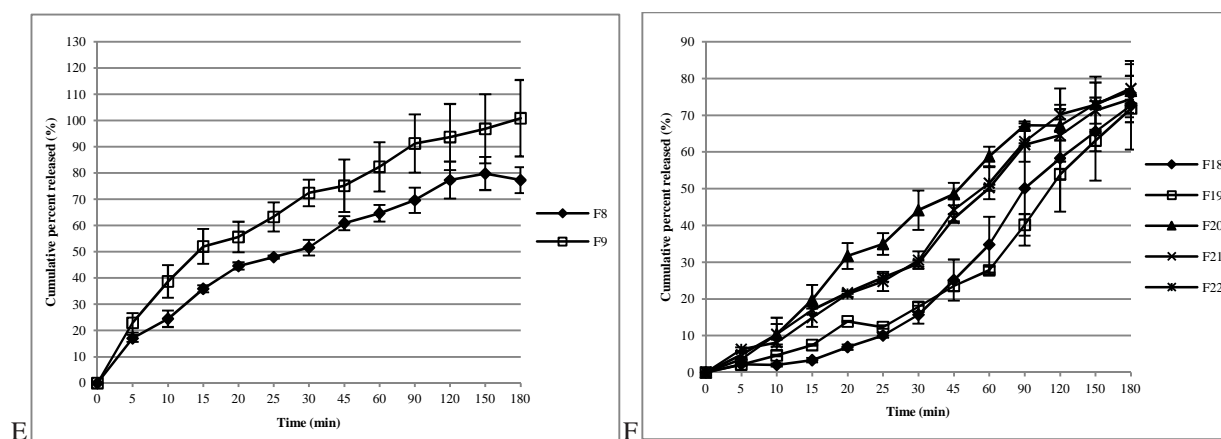 Cumulative percent released (%)
130
120
110
100
90
80
70
60
50
40
30
20
10
0
0 5 10 15 20 25 30 45 60 90 120 150 180
Time (min)
F8
F9
E
Cumulative percent released (%)
90
80
70
60
50
40
30
20
10
0
0 5 10 15 20 25 30 45 60 90 120 150 180
Time (min)
F18
F19
F20
F21
F22
F